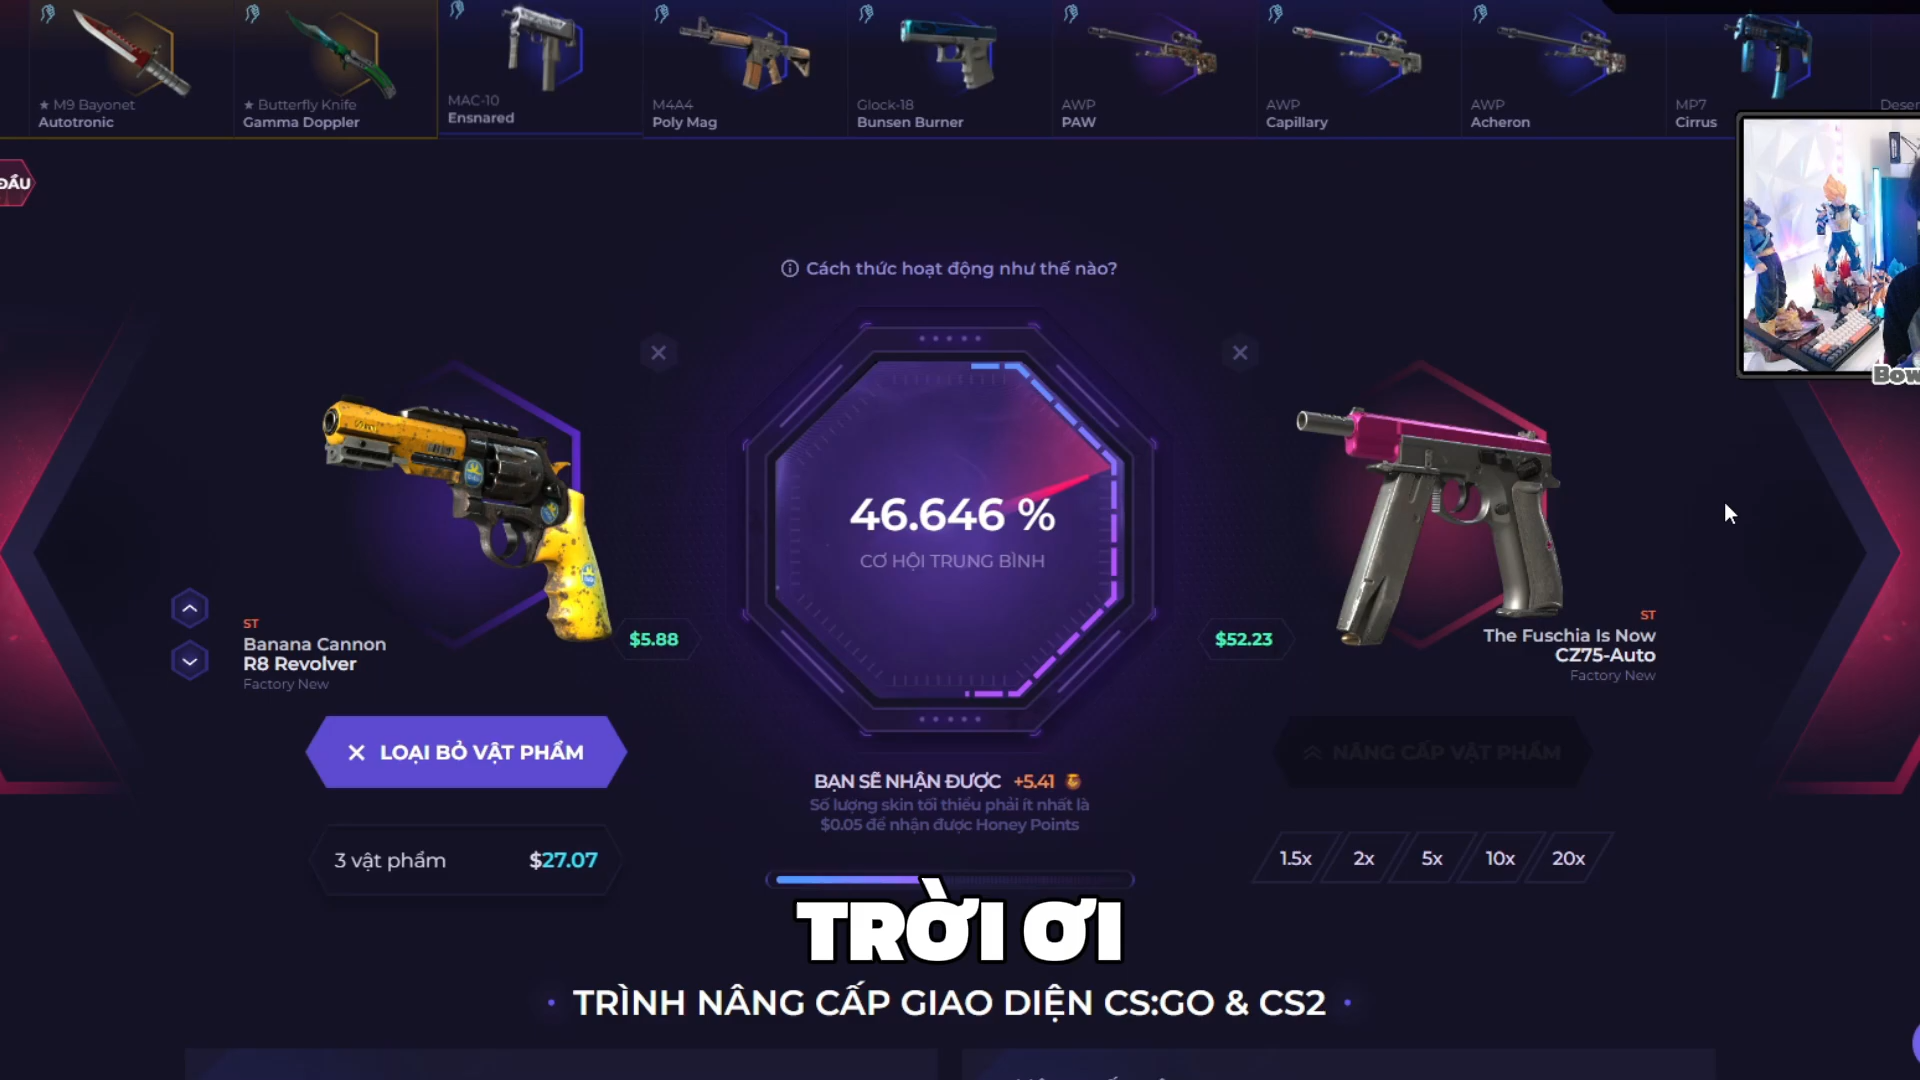 ★ M9 Bayonet
Autotronic
★ Butterfly Knife
Gamma Doppler
MAC-10
Ensnared
M4A4
Poly Mag
Glock-18
Bunsen Burner
AWP
PAW
AWP
Capillary
AWP
Acheron
MP7
Cirrus
Deser
ĐẦU
Bow
Cách thức hoạt động như thế nào?
46.646 %
CƠ HỘI TRUNG BÌNH
$5.88
$52.23
ST
Banana Cannon
R8 Revolver
Factory New
ST
The Fuschia Is Now
CZ75-Auto
Factory New
LOẠI BỎ VẬT PHẨM
NÂNG CẤP VẬT PHẨM
BẠN SẼ NHẬN ĐƯỢC +5.41
Số lượng skin tối thiểu phải ít nhất là
$0.05 để nhận được Honey Points
3 vật phẩm $27.07
1.5x 2x 5x 10x 20x
TRỜI ƠI
• TRÌNH NÂNG CẤP GIAO DIỆN CS:GO & CS2 •